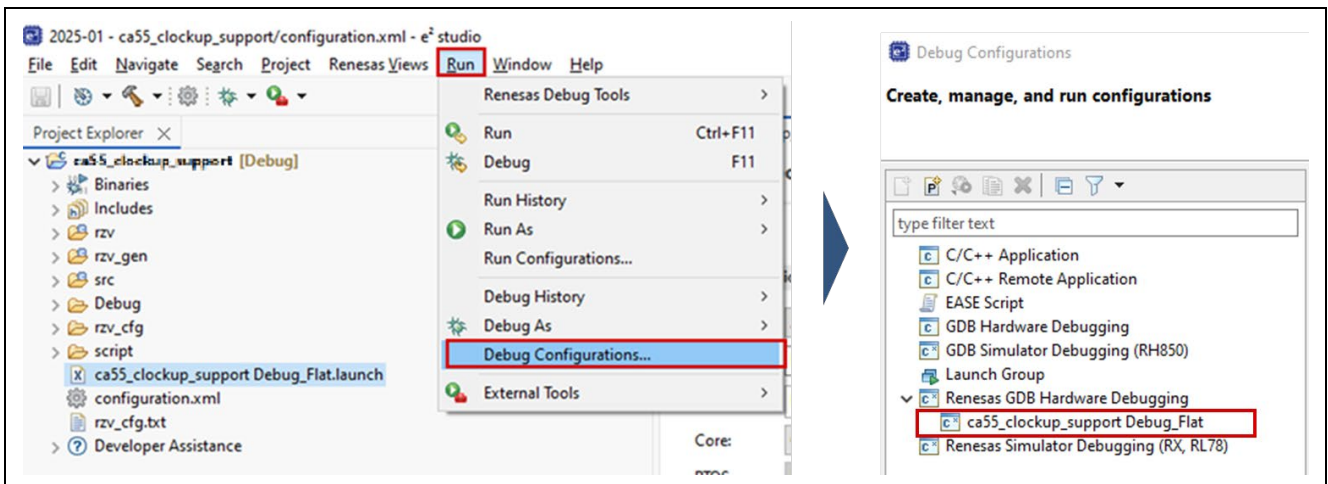 2025-01 - ca55_clockup_support/configuration.xml - e² studio
File Edit Navigate Search Project Renesas Views Run Window Help
Project Explorer
ca55_clockup_support [Debug]
Binaries
Includes
rzv
rzv_gen
src
Debug
rzv_cfg
script
ca55_clockup_support Debug_Flat.launch
configuration.xml
rzv_cfg.txt
Developer Assistance
Renesas Debug Tools
Run Ctrl+F11
Debug F11
Run History
Run As
Run Configurations...
Debug History
Debug As
Debug Configurations...
External Tools
Core:
Debug Configurations
Create, manage, and run configurations
type filter text
C/C++ Application
C/C++ Remote Application
EASE Script
GDB Hardware Debugging
GDB Simulator Debugging (RH850)
Launch Group
Renesas GDB Hardware Debugging
ca55_clockup_support Debug_Flat
Renesas Simulator Debugging (RX, RL78)